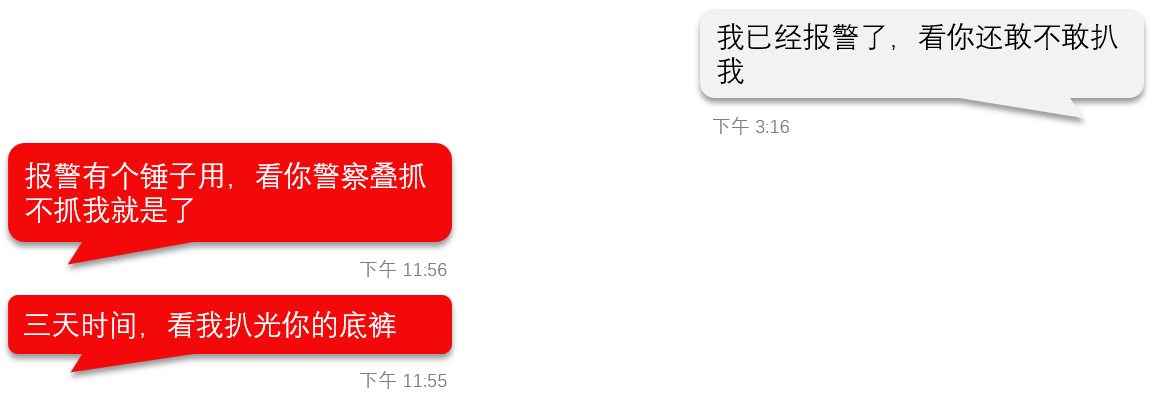 我已经报警了，看你还敢不敢扒
我
下午 3:16
报警有个锤子用，看你警察叠抓
不抓我就是了
下午 11:56
三天时间，看我扒光你的底裤
下午 11:55